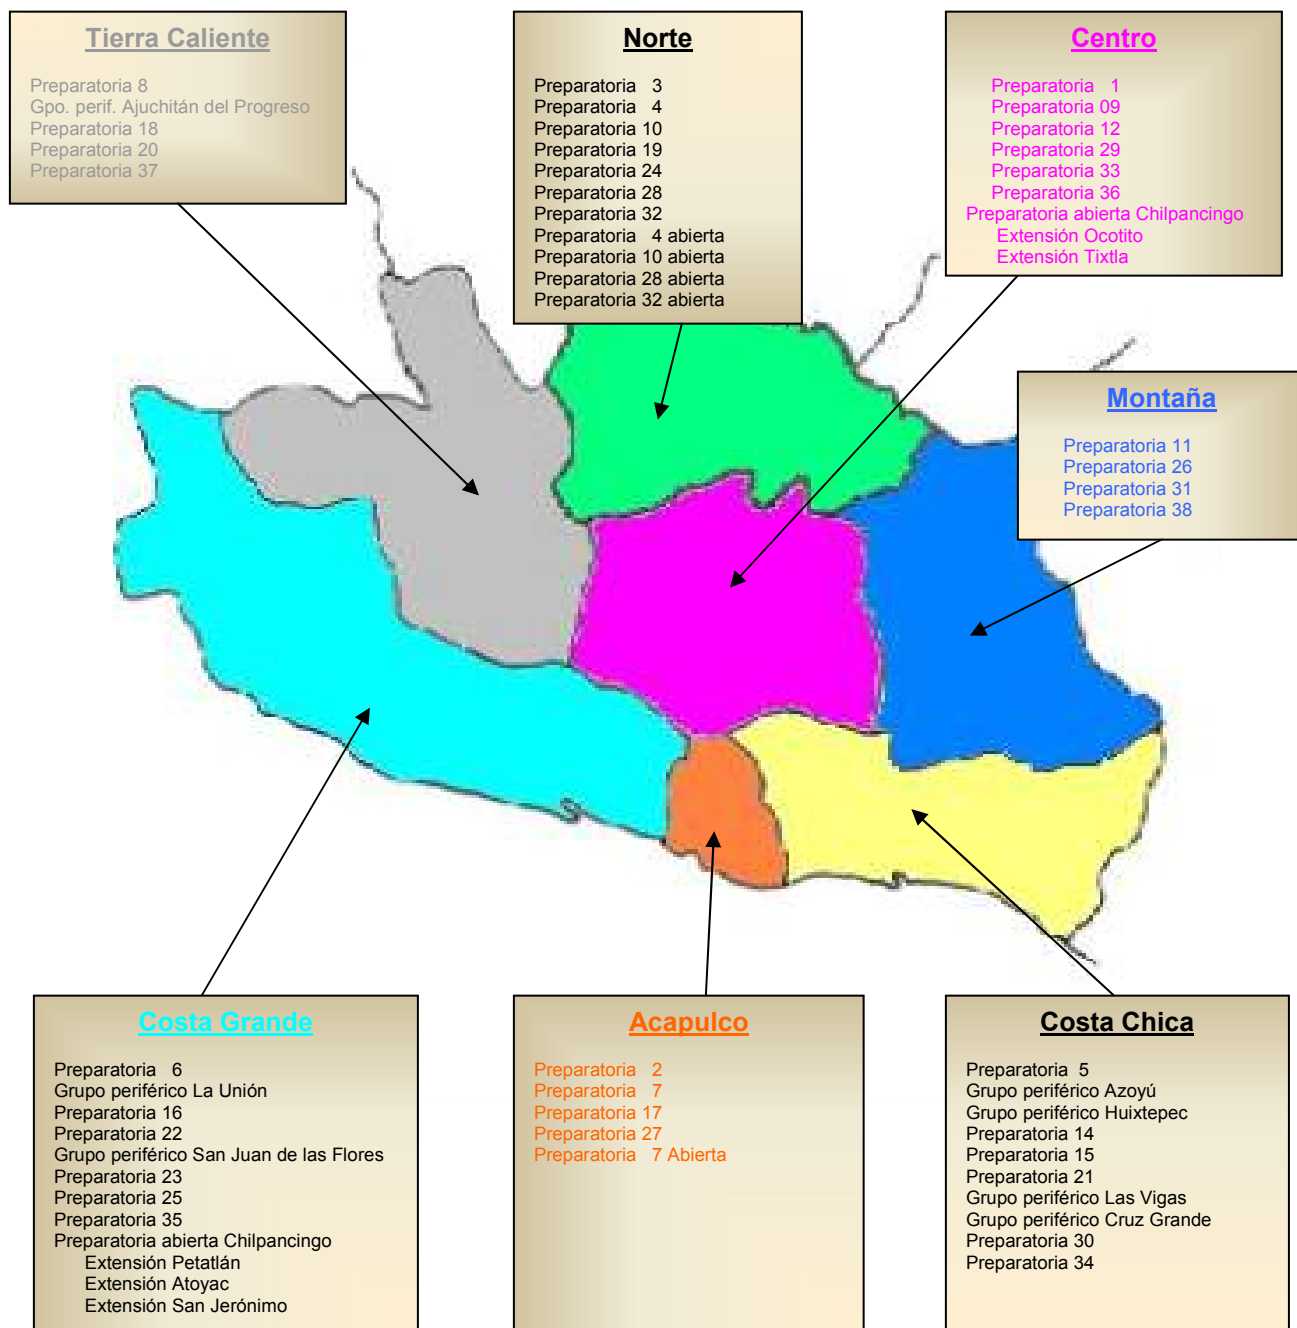 Tierra Caliente
Preparatoria 8
Gpo. perif. Ajuchitán del Progreso
Preparatoria 18
Preparatoria 20
Preparatoria 37
Norte
Preparatoria 3
Preparatoria 4
Preparatoria 10
Preparatoria 19
Preparatoria 24
Preparatoria 28
Preparatoria 32
Preparatoria 4 abierta
Preparatoria 10 abierta
Preparatoria 28 abierta
Preparatoria 32 abierta
Centro
Preparatoria 1
Preparatoria 09
Preparatoria 12
Preparatoria 29
Preparatoria 33
Preparatoria 36
Preparatoria abierta Chilpancingo
Extensión Ocotito
Extensión Tixtla
Montaña
Preparatoria 11
Preparatoria 26
Preparatoria 31
Preparatoria 38
Costa Grande
Preparatoria 6
Grupo periférico La Unión
Preparatoria 16
Preparatoria 22
Grupo periférico San Juan de las Flores
Preparatoria 23
Preparatoria 25
Preparatoria 35
Preparatoria abierta Chilpancingo
Extensión Petatlán
Extensión Atoyac
Extensión San Jerónimo
Acapulco
Preparatoria 2
Preparatoria 7
Preparatoria 17
Preparatoria 27
Preparatoria 7 Abierta
Costa Chica
Preparatoria 5
Grupo periférico Azoyú
Grupo periférico Huixtepec
Preparatoria 14
Preparatoria 15
Preparatoria 21
Grupo periférico Las Vigas
Grupo periférico Cruz Grande
Preparatoria 30
Preparatoria 34